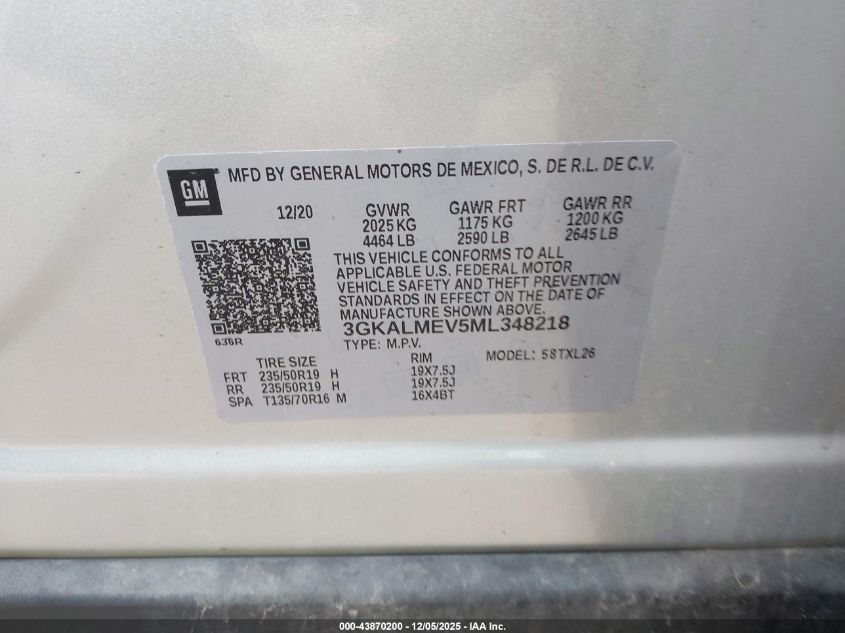 GM
MFD BY GENERAL MOTORS DE MEXICO, S. DE R.L. DE C.V.
12/20 GVWR GAWR FRT GAWR RR
2025 KG 1175 KG 1200 KG
4464 LB 2590 LB 2645 LB
THIS VEHICLE CONFORMS TO ALL
APPLICABLE U.S. FEDERAL MOTOR
VEHICLE SAFETY AND THEFT PREVENTION
STANDARDS IN EFFECT ON THE DATE OF
MANUFACTURE SHOWN ABOVE.
3GKALMEV5ML348218
636R TYPE: M.P.V. MODEL: 58TXL26
TIRE SIZE RIM
FRT 235/50R19 H 19X7.5J
RR 235/50R19 H 19X7.5J
SPA T135/70R16 M 16X4BT
000-43870200 - 12/05/2025 - IAA Inc.